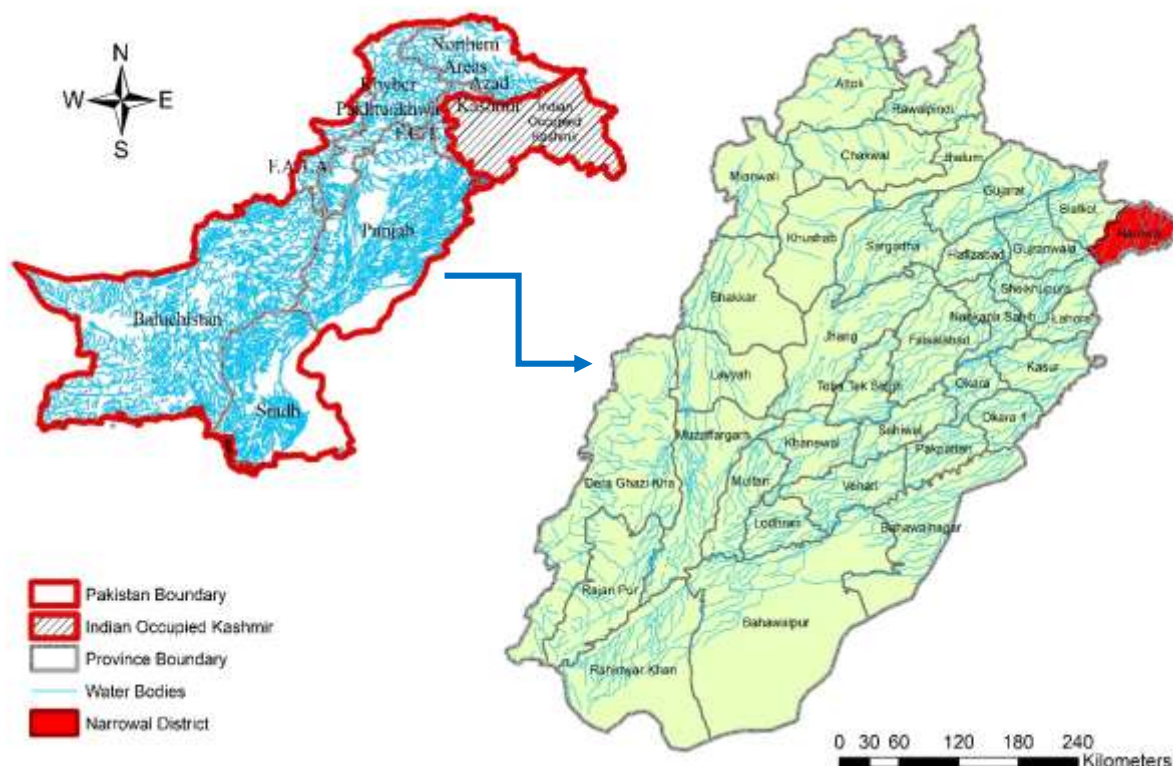 N
W E
S
Northern
Areas
Azad
Khyber
Pakhtunkhwa
Kashmir
Indian
Occupied
Kashmir
F.C.T
F.A.T.A
Punjab
Baluchistan
Sindh
Attok
Rawalpindi
Chakwal
Jhalum
Mionwali
Gujarat
Sialkot
Narowal
Khushab
Sargodha
Hafizabad
Gujranwala
Sheikhupura
Bhakkar
Nankana Sahib
Lahore
Jhang
Faisalabad
Kasur
Layyah
Toba Tek Singh
Okara
Okara 1
Muzaffargarh
Khanewal
Sahiwal
Pakpattan
Dera Ghazi Kha
Multan
Vehari
Lodhran
Bahawalnagar
Rajan Pur
Bahawalpur
Rahimyar Khan
Pakistan Boundary
Indian Occupied Kashmir
Province Boundary
Water Bodies
Narrowal District
0 30 60 120 180 240
Kilometers